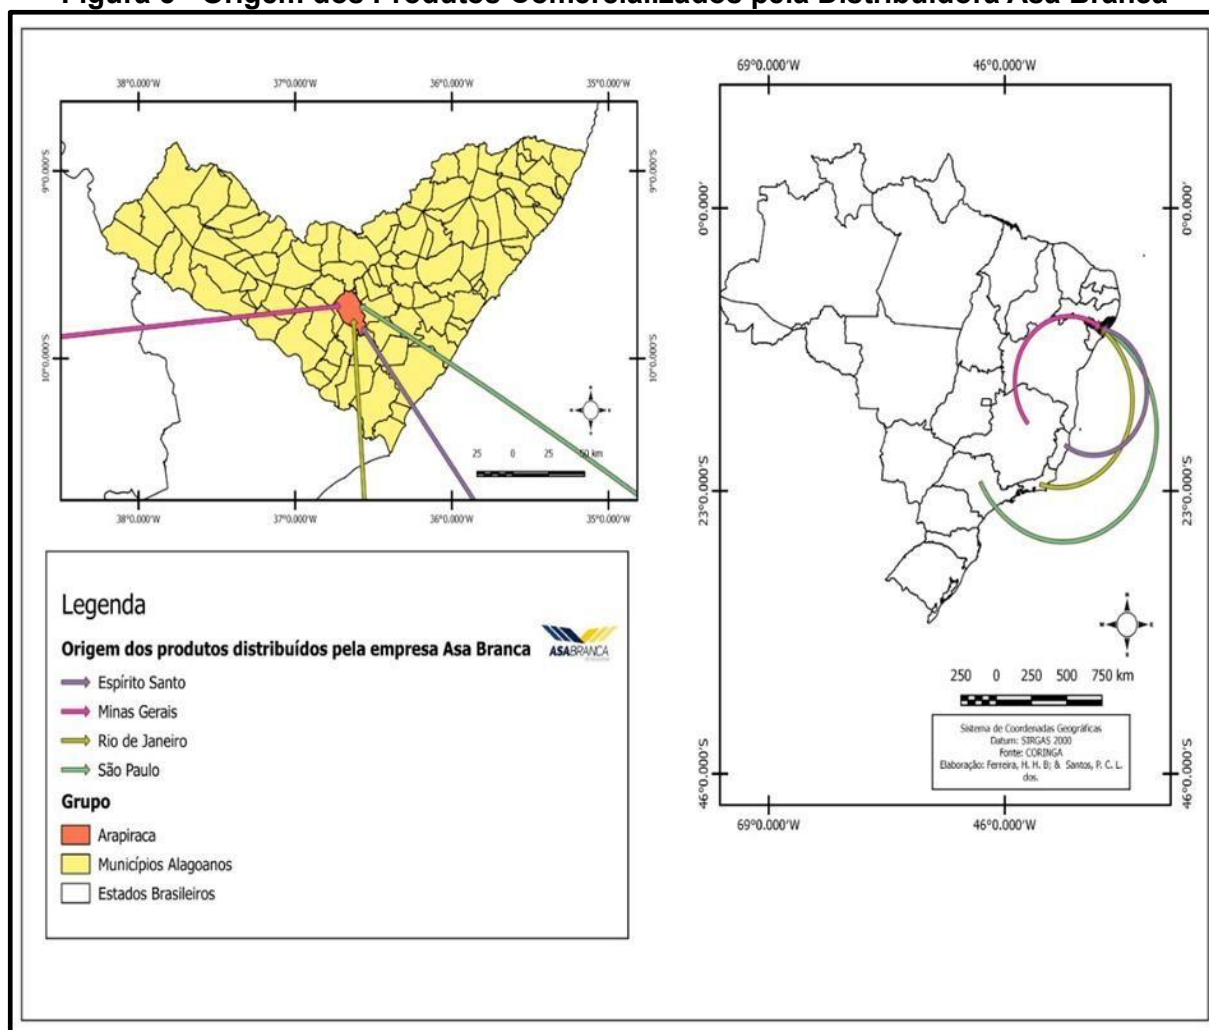 Origem dos Produtos Comercializados pela Distribuidora Asa Branca
38°0.000'W 37°0.000'W 36°0.000'W 35°0.000'W
9°0.000'S
9°0.000'S
10°0.000'S
10°0.000'S
25 0 25 50 km
38°0.000'W 37°0.000'W 36°0.000'W 35°0.000'W
69°0.000'W 46°0.000'W
0°0.000'
0°0.000'
23°0.000'S
23°0.000'S
46°0.000'S
46°0.000'S
250 0 250 500 750 km
69°0.000'W 46°0.000'W
Sistema de Coordenadas Geográficas
Datum: SIRGAS 2000
Fonte: CORINGA
Elaboração: Ferreira, H. H. B; & Santos, P. C. L.
dos.
Legenda
Origem dos produtos distribuídos pela empresa Asa Branca
ASABRANCA
Espírito Santo
Minas Gerais
Rio de Janeiro
São Paulo
Grupo
Arapiraca
Municípios Alagoanos
Estados Brasileiros